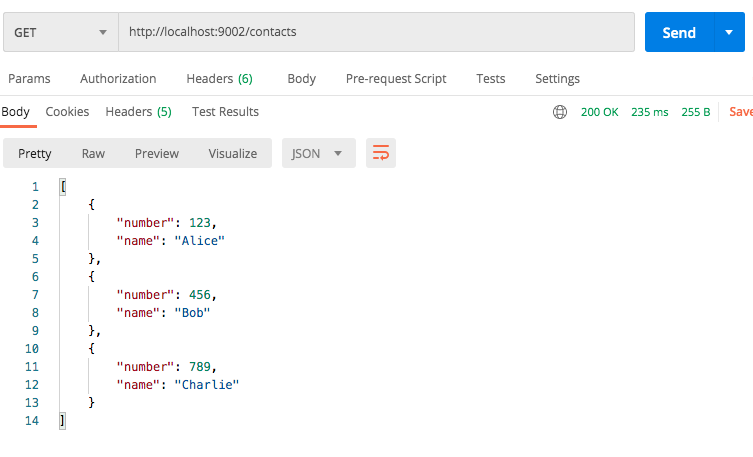 GET http://localhost:9002/contacts Send
Params Authorization Headers (6) Body Pre-request Script Tests Settings
Body Cookies Headers (5) Test Results 200 OK 235 ms 255 B Save
Pretty Raw Preview Visualize JSON
1 [
2 {
3 "number": 123,
4 "name": "Alice"
5 },
6 {
7 "number": 456,
8 "name": "Bob"
9 },
10 {
11 "number": 789,
12 "name": "Charlie"
13 }
14 ]